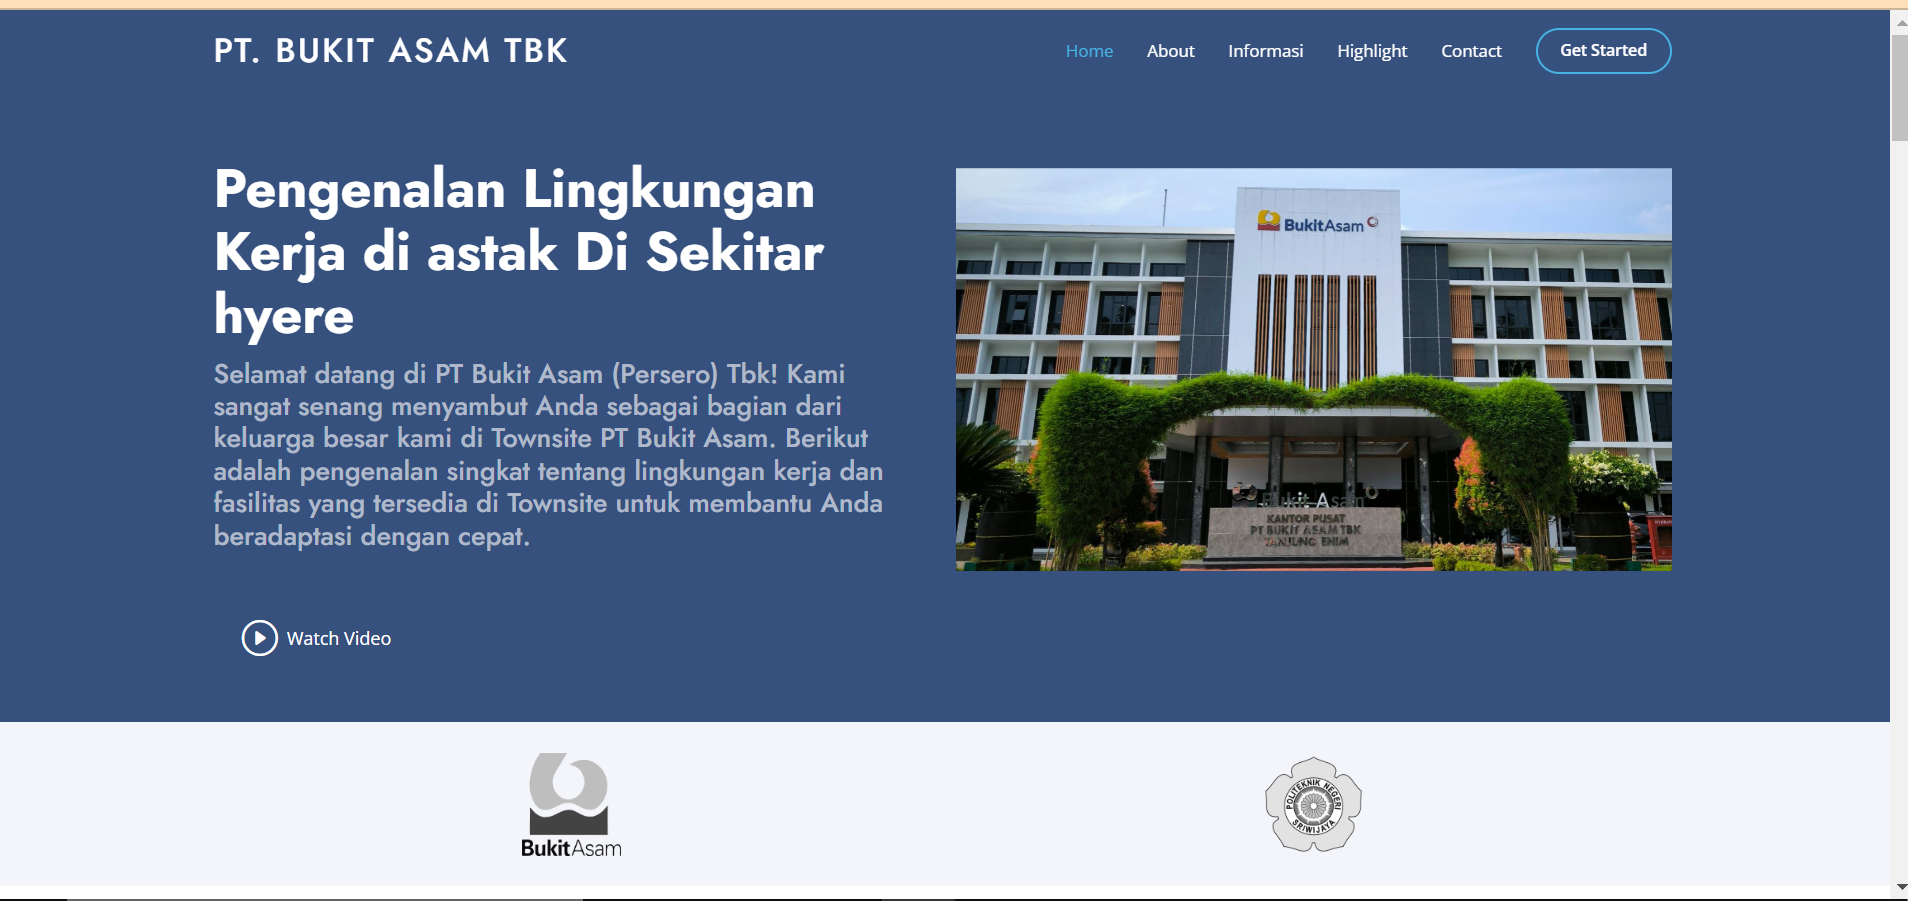 PT. BUKIT ASAM TBK
Home About Informasi Highlight Contact Get Started
Pengenalan Lingkungan
Kerja di astak Di Sekitar
hyere
Selamat datang di PT Bukit Asam (Persero) Tbk! Kami
sangat senang menyambut Anda sebagai bagian dari
keluarga besar kami di Townsite PT Bukit Asam. Berikut
adalah pengenalan singkat tentang lingkungan kerja dan
fasilitas yang tersedia di Townsite untuk membantu Anda
beradaptasi dengan cepat.
Watch Video
BukitAsam
Bukit Asam
KANTOR PUSAT
PT BUKIT ASAM TBK
TANJUNG ENIM
BukitAsam
POLITEKNIK NEGERI
SRIWIJAYA